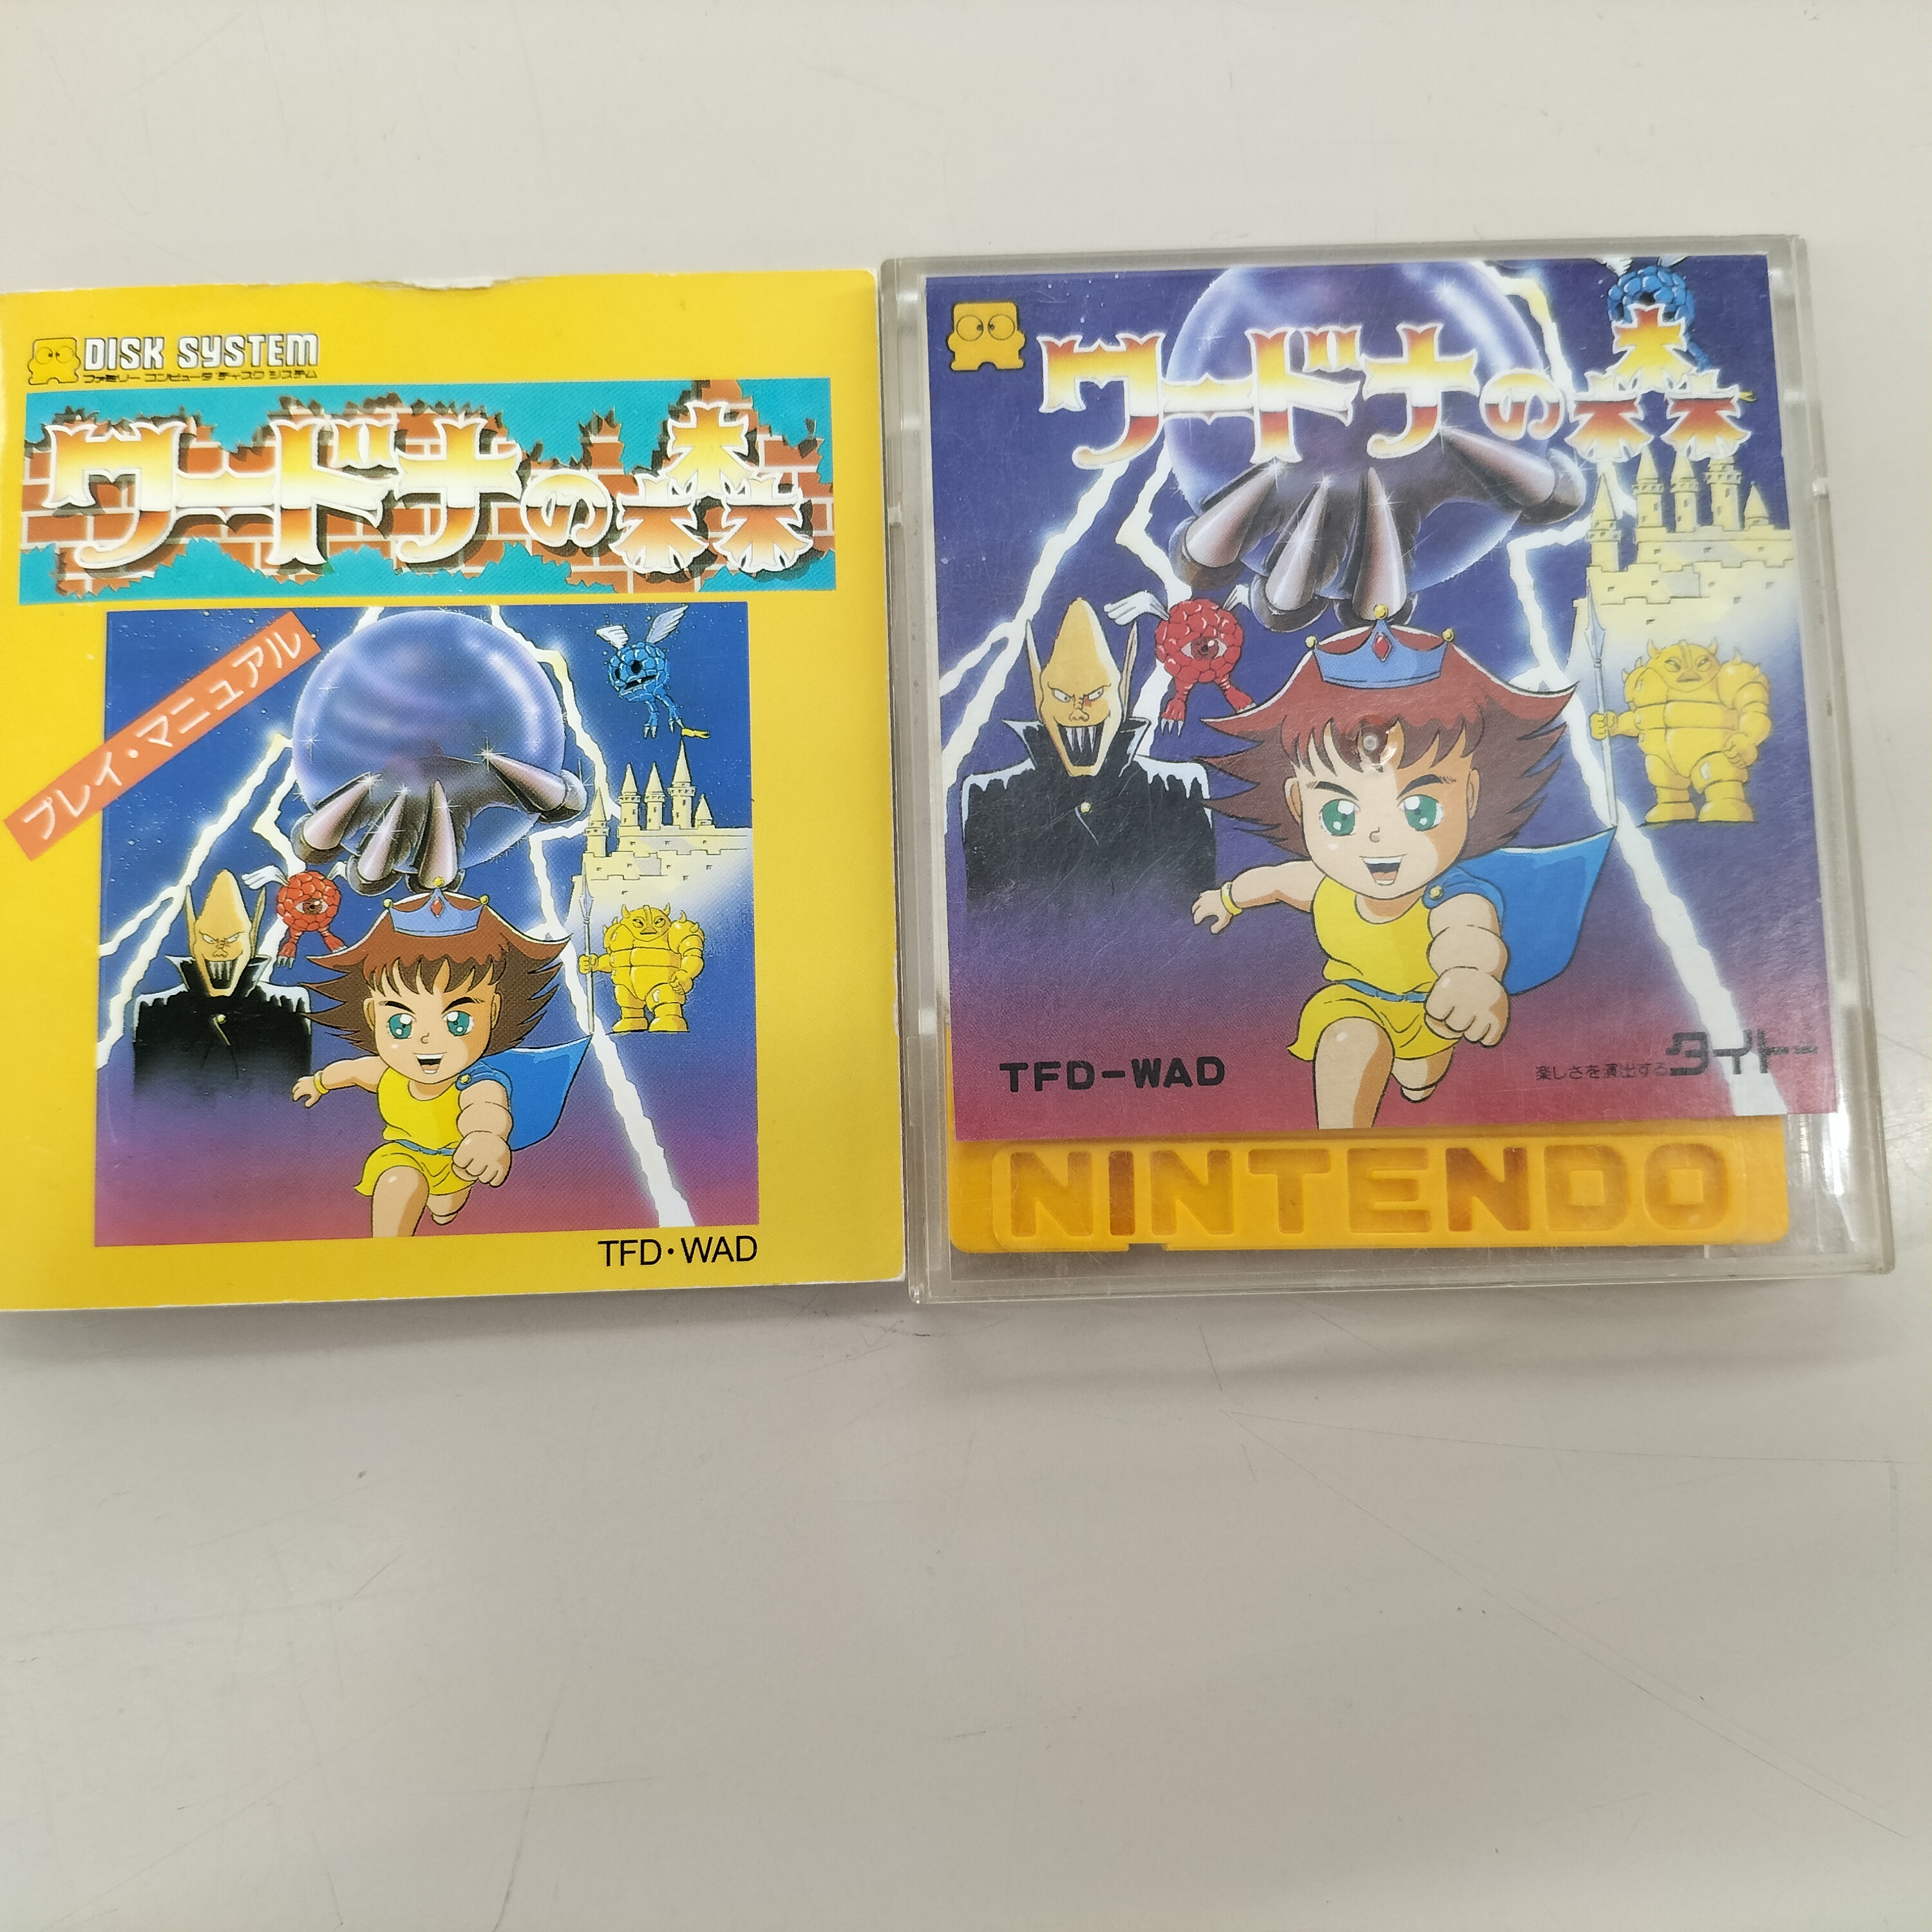 DISK SYSTEM
ファミリー コンピュータ ディスク システム
ワードナの森
プレイ・マニュアル
TFD・WAD
ワードナの森
TFD-WAD
楽しさを演出するタイトー
NINTENDO